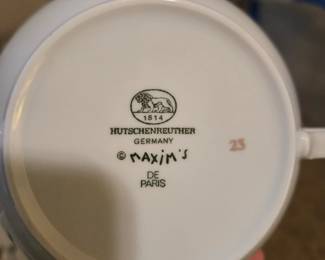 1814
HUTSCHENREUTHER
GERMANY
© MAXIM'S
DE
PARIS
23